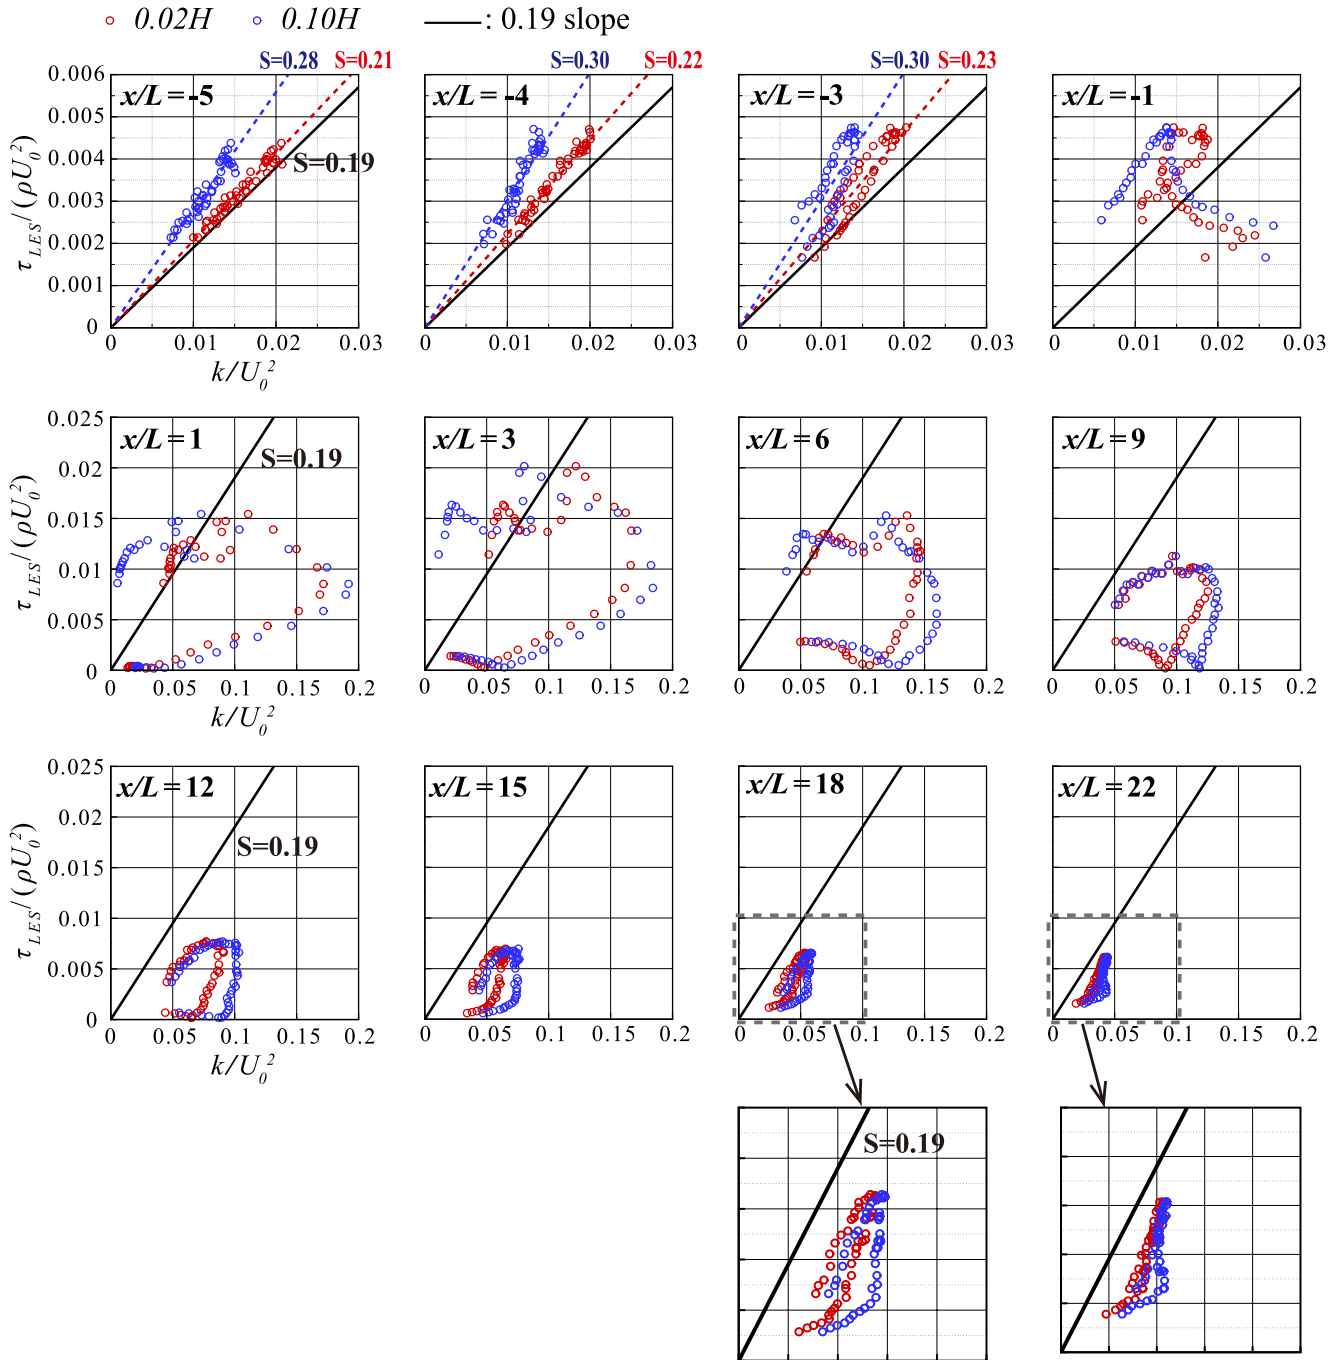 0.02H 0.10H : 0.19 slope
S=0.28 S=0.21 S=0.30 S=0.22 S=0.30 S=0.23
x/L = -5 x/L = -4 x/L = -3 x/L = -1
S=0.19
0.006
0.005
0.004
0.003
0.002
0.001
0
τ_LES/(ρU₀²)
0 0.01 0.02 0.03 0 0.01 0.02 0.03 0 0.01 0.02 0.03 0 0.01 0.02 0.03
k/U₀²
x/L = 1 x/L = 3 x/L = 6 x/L = 9
S=0.19
0.025
0.02
0.015
0.01
0.005
0
τ_LES/(ρU₀²)
0 0.05 0.1 0.15 0.2 0 0.05 0.1 0.15 0.2 0 0.05 0.1 0.15 0.2 0 0.05 0.1 0.15 0.2
k/U₀²
x/L = 12 x/L = 15 x/L = 18 x/L = 22
S=0.19
0.025
0.02
0.015
0.01
0.005
0
τ_LES/(ρU₀²)
0 0.05 0.1 0.15 0.2 0 0.05 0.1 0.15 0.2 0 0.05 0.1 0.15 0.2 0 0.05 0.1 0.15 0.2
k/U₀²
S=0.19